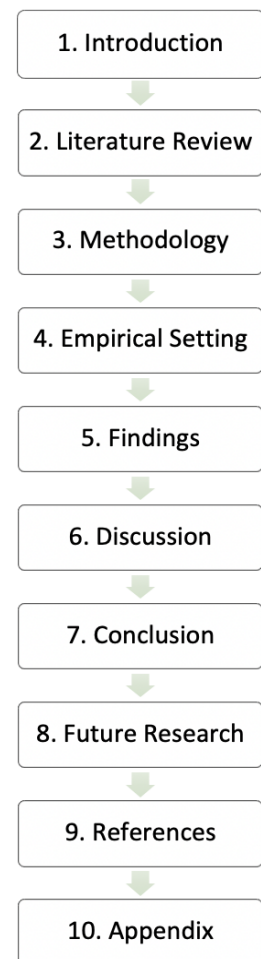 1. Introduction
2. Literature Review
3. Methodology
4. Empirical Setting
5. Findings
6. Discussion
7. Conclusion
8. Future Research
9. References
10. Appendix